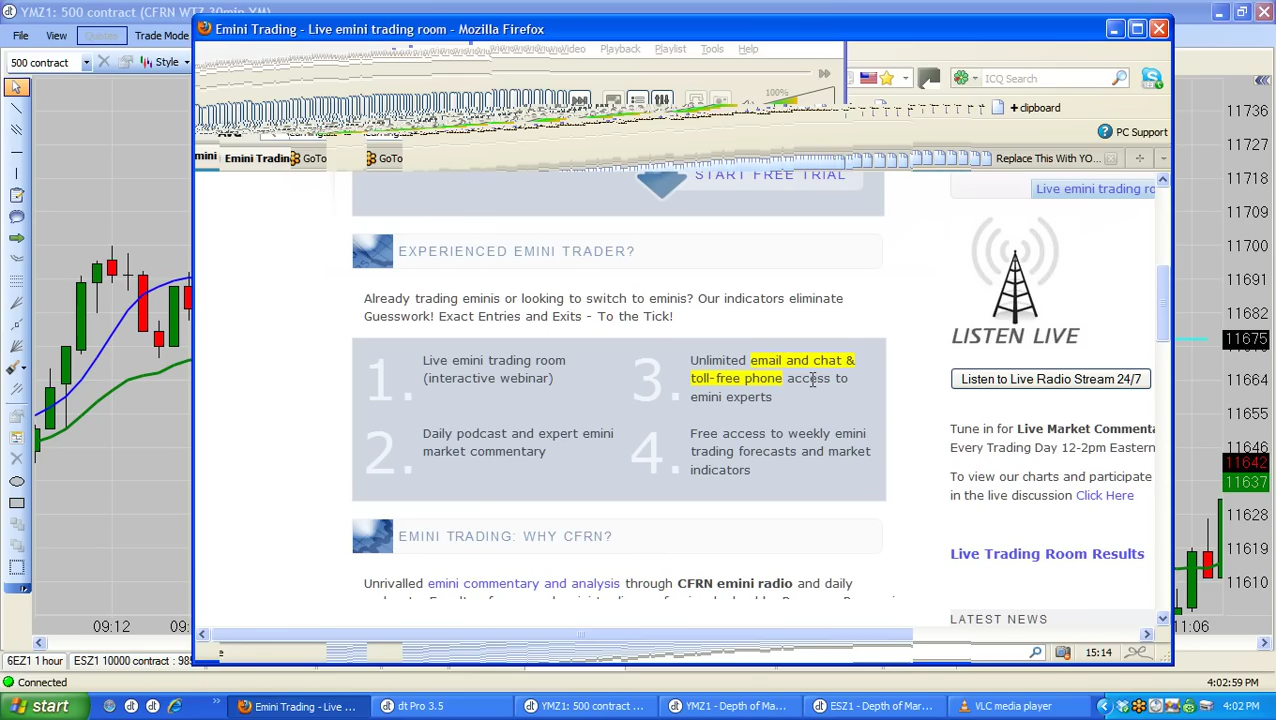 YMZ1: 500 contract (CFRN WTZ 30min YM)
File View Quotes Trade Mode
500 contract Style
Emini Trading - Live emini trading room - Mozilla Firefox
Video Playback Playlist Tools Help
100%
ICQ Search
clipboard
PC Support
mini Emini Tradin GoTo GoTo Replace This With YO...
START FREE TRIAL
Live emini trading ro
EXPERIENCED EMINI TRADER?
Already trading eminis or looking to switch to eminis? Our indicators eliminate
Guesswork! Exact Entries and Exits - To the Tick!
1. Live emini trading room
(interactive webinar)
2. Daily podcast and expert emini
market commentary
3. Unlimited email and chat &
toll-free phone access to
emini experts
4. Free access to weekly emini
trading forecasts and market
indicators
EMINI TRADING: WHY CFRN?
Unrivalled emini commentary and analysis through CFRN emini radio and daily
LISTEN LIVE
Listen to Live Radio Stream 24/7
Tune in for Live Market Commenta
Every Trading Day 12-2pm Eastern
To view our charts and participate
in the live discussion Click Here
Live Trading Room Results
LATEST NEWS
11736
11727
11718
11709
11700
11691
11682
11675
11664
11655
11646
11642
11637
11628
11619
11610
09:12 09: 11:06
15:14
6EZ1 1 hour ESZ1 10000 contract: 985
Connected 4:02:59 PM
start Emini Trading - Live ... dt Pro 3.5 YMZ1: 500 contract ... YMZ1 - Depth of Mar... ESZ1 - Depth of Mar... VLC media player 4:02 PM